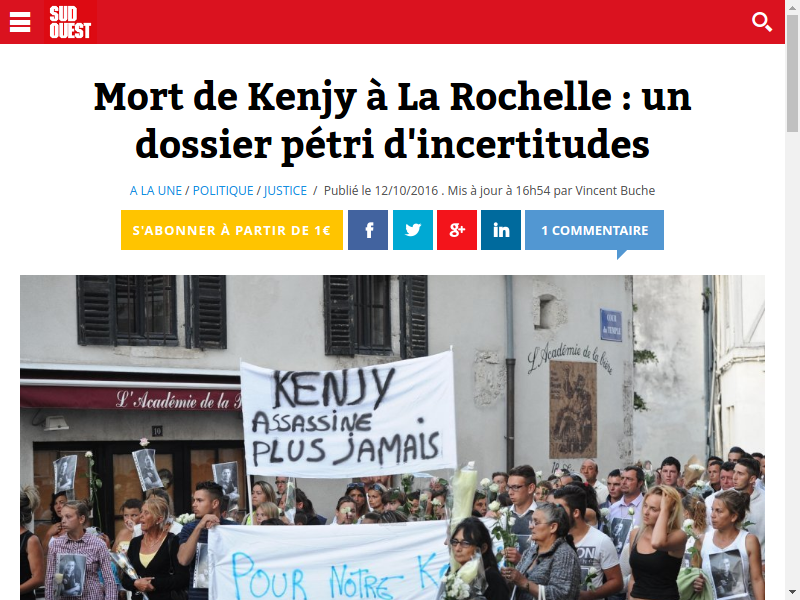 SUD
OUEST
Mort de Kenjy à La Rochelle : un
dossier pétri d'incertitudes
A LA UNE / POLITIQUE / JUSTICE / Publié le 12/10/2016 . Mis à jour à 16h54 par Vincent Buche
S'ABONNER À PARTIR DE 1€
f
g+
in
1 COMMENTAIRE
COUR
du TEMPLE
L'Académie de la bière
L'Académie de la
10
KENJY
ASSASSINE
PLUS JAMAIS
POUR NOTRE